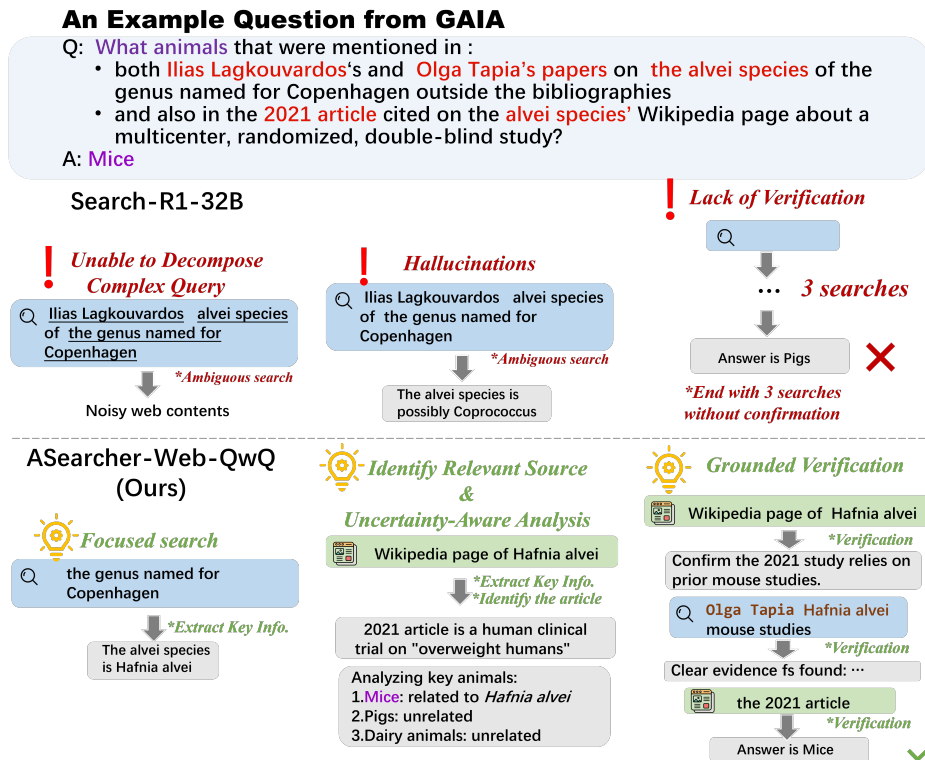 An Example Question from GAIA
Q: What animals that were mentioned in :
• both Ilias Lagkouvardos‘s and Olga Tapia’s papers on the alvei species of the
genus named for Copenhagen outside the bibliographies
• and also in the 2021 article cited on the alvei species’ Wikipedia page about a
multicenter, randomized, double-blind study?
A: Mice
Search-R1-32B
Unable to Decompose
Complex Query
Ilias Lagkouvardos alvei species
of the genus named for
Copenhagen
*Ambiguous search
Noisy web contents
Hallucinations
Ilias Lagkouvardos alvei species
of the genus named for
Copenhagen
*Ambiguous search
The alvei species is
possibly Coprococcus
Lack of Verification
... 3 searches
Answer is Pigs
*End with 3 searches
without confirmation
ASearcher-Web-QwQ
(Ours)
Focused search
the genus named for
Copenhagen
*Extract Key Info.
The alvei species
is Hafnia alvei
Identify Relevant Source
&
Uncertainty-Aware Analysis
Wikipedia page of Hafnia alvei
*Extract Key Info.
*Identify the article
2021 article is a human clinical
trial on "overweight humans"
Analyzing key animals:
1.Mice: related to Hafnia alvei
2.Pigs: unrelated
3.Dairy animals: unrelated
Grounded Verification
Wikipedia page of Hafnia alvei
*Verification
Confirm the 2021 study relies on
prior mouse studies.
Olga Tapia Hafnia alvei
mouse studies
*Verification
Clear evidence fs found: ···
the 2021 article
*Verification
Answer is Mice